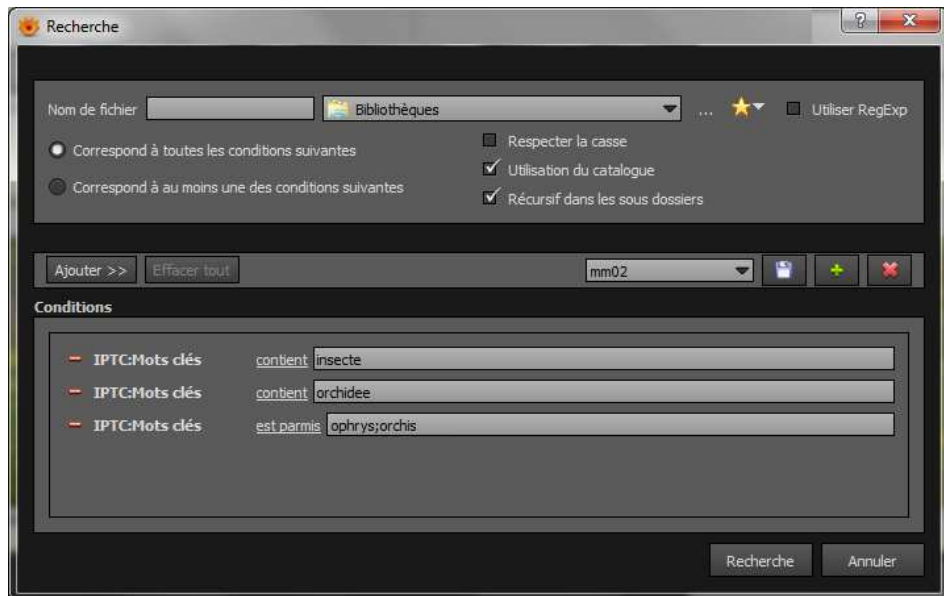 Recherche
Nom de fichier Bibliothèques ... Utiliser RegExp
Correspond à toutes les conditions suivantes
Respecter la casse
Utilisation du catalogue
Correspond à au moins une des conditions suivantes
Récursif dans les sous dossiers
Ajouter >> Effacer tout mm02
Conditions
IPTC:Mots clés contient insecte
IPTC:Mots clés contient orchidee
IPTC:Mots clés est parmis ophrys;orchis
Recherche Annuler